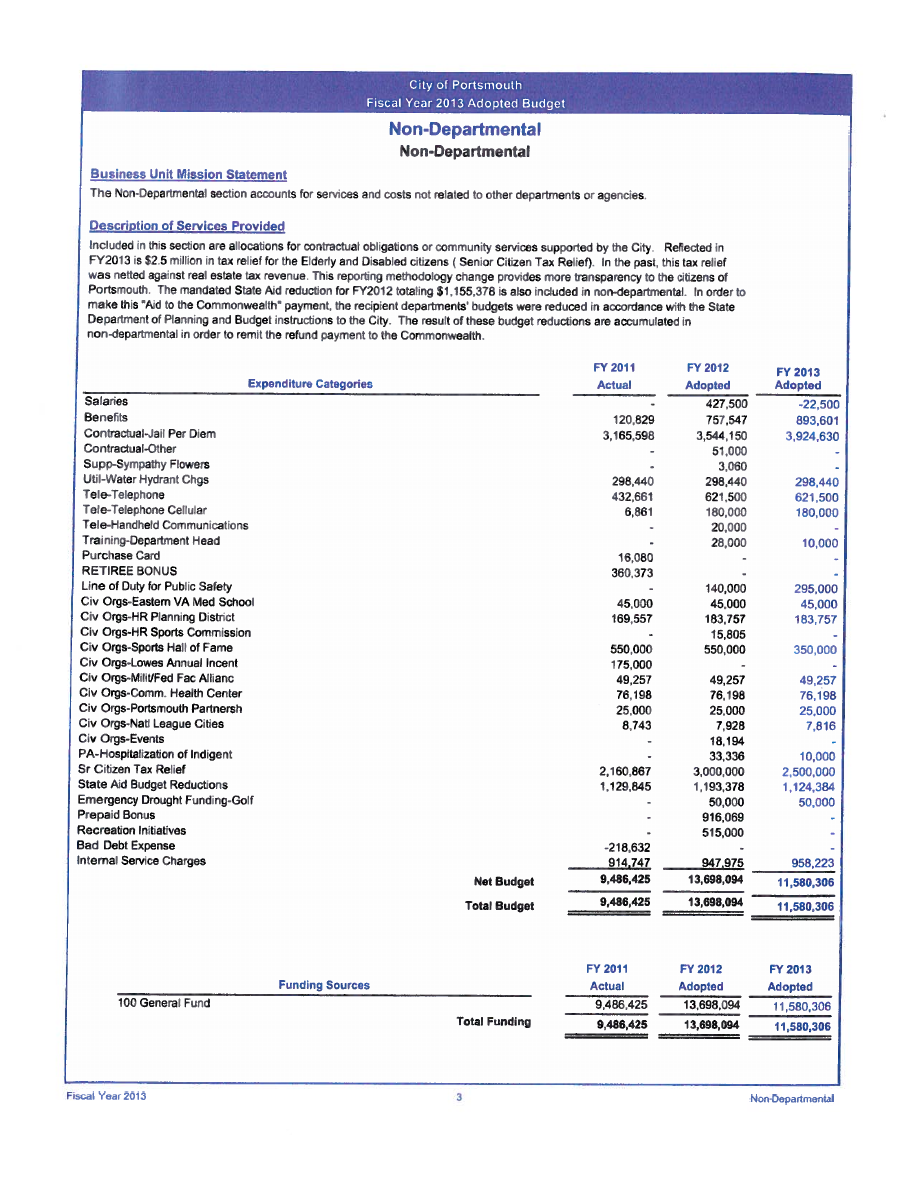 City of Portsmouth
Fiscal Year 2013 Adopted Budget
Non-Departmental
Non-Departmental
Business Unit Mission Statement
The Non-Departmental section accounts for services and costs not related to other departments or agencies.
Description of Services Provided
Included in this section are allocations for contractual obligations or community services supported by the City. Reflected in
FY2013 is $2.5 million in tax relief for the Elderly and Disabled citizens ( Senior Citizen Tax Relief). In the past, this tax relief
was netted against real estate tax revenue. This reporting methodology change provides more transparency to the citizens of
Portsmouth. The mandated State Aid reduction for FY2012 totaling $1,155,378 is also included in non-departmental. In order to
make this "Aid to the Commonwealth" payment, the recipient departments' budgets were reduced in accordance with the State
Department of Planning and Budget instructions to the City. The result of these budget reductions are accumulated in
non-departmental in order to remit the refund payment to the Commonwealth.
FY 2011 FY 2012 FY 2013
Expenditure Categories Actual Adopted Adopted
Salaries - 427,500 -22,500
Benefits 120,829 757,547 893,601
Contractual-Jail Per Diem 3,165,598 3,544,150 3,924,630
Contractual-Other - 51,000 -
Supp-Sympathy Flowers - 3,060 -
Util-Water Hydrant Chgs 298,440 298,440 298,440
Tele-Telephone 432,661 621,500 621,500
Tele-Telephone Cellular 6,861 180,000 180,000
Tele-Handheld Communications - 20,000 -
Training-Department Head - 28,000 10,000
Purchase Card 16,080 - -
RETIREE BONUS 360,373 - -
Line of Duty for Public Safety - 140,000 295,000
Civ Orgs-Eastern VA Med School 45,000 45,000 45,000
Civ Orgs-HR Planning District 169,557 183,757 183,757
Civ Orgs-HR Sports Commission - 15,805 -
Civ Orgs-Sports Hall of Fame 550,000 550,000 350,000
Civ Orgs-Lowes Annual Incent 175,000 - -
Civ Orgs-Milit/Fed Fac Allianc 49,257 49,257 49,257
Civ Orgs-Comm. Health Center 76,198 76,198 76,198
Civ Orgs-Portsmouth Partnersh 25,000 25,000 25,000
Civ Orgs-Natl League Cities 8,743 7,928 7,816
Civ Orgs-Events - 18,194 -
PA-Hospitalization of Indigent - 33,336 10,000
Sr Citizen Tax Relief 2,160,867 3,000,000 2,500,000
State Aid Budget Reductions 1,129,845 1,193,378 1,124,384
Emergency Drought Funding-Golf - 50,000 50,000
Prepaid Bonus - 916,069 -
Recreation Initiatives - 515,000 -
Bad Debt Expense -218,632 - -
Internal Service Charges 914,747 947,975 958,223
Net Budget 9,486,425 13,698,094 11,580,306
Total Budget 9,486,425 13,698,094 11,580,306
FY 2011 FY 2012 FY 2013
Funding Sources Actual Adopted Adopted
100 General Fund 9,486,425 13,698,094 11,580,306
Total Funding 9,486,425 13,698,094 11,580,306
Fiscal Year 2013 3 Non-Departmental